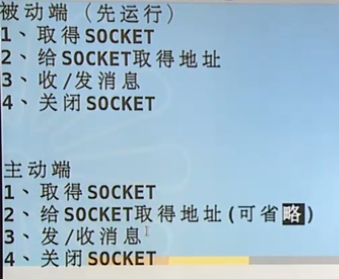 被动端（先运行）
1、取得SOCKET
2、给SOCKET取得地址
3、收/发消息
4、关闭SOCKET
主动端
1、取得SOCKET
2、给SOCKET取得地址(可省略)
3、发/收消息
4、关闭SOCKET